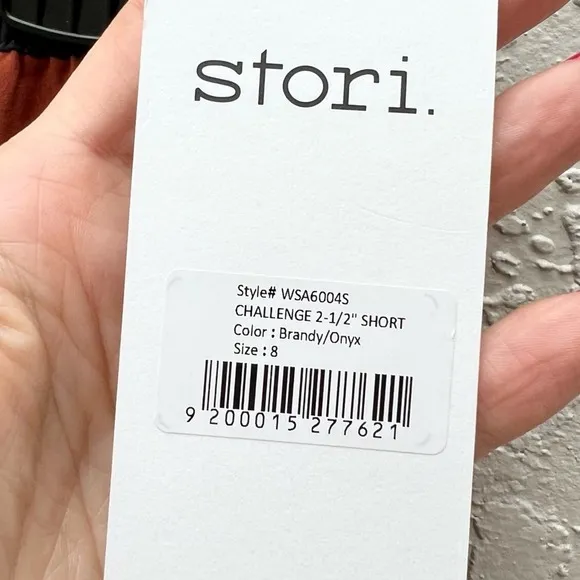 stori.
Style# WSA6004S
CHALLENGE 2-1/2" SHORT
Color : Brandy/Onyx
Size : 8
9 200015 277621